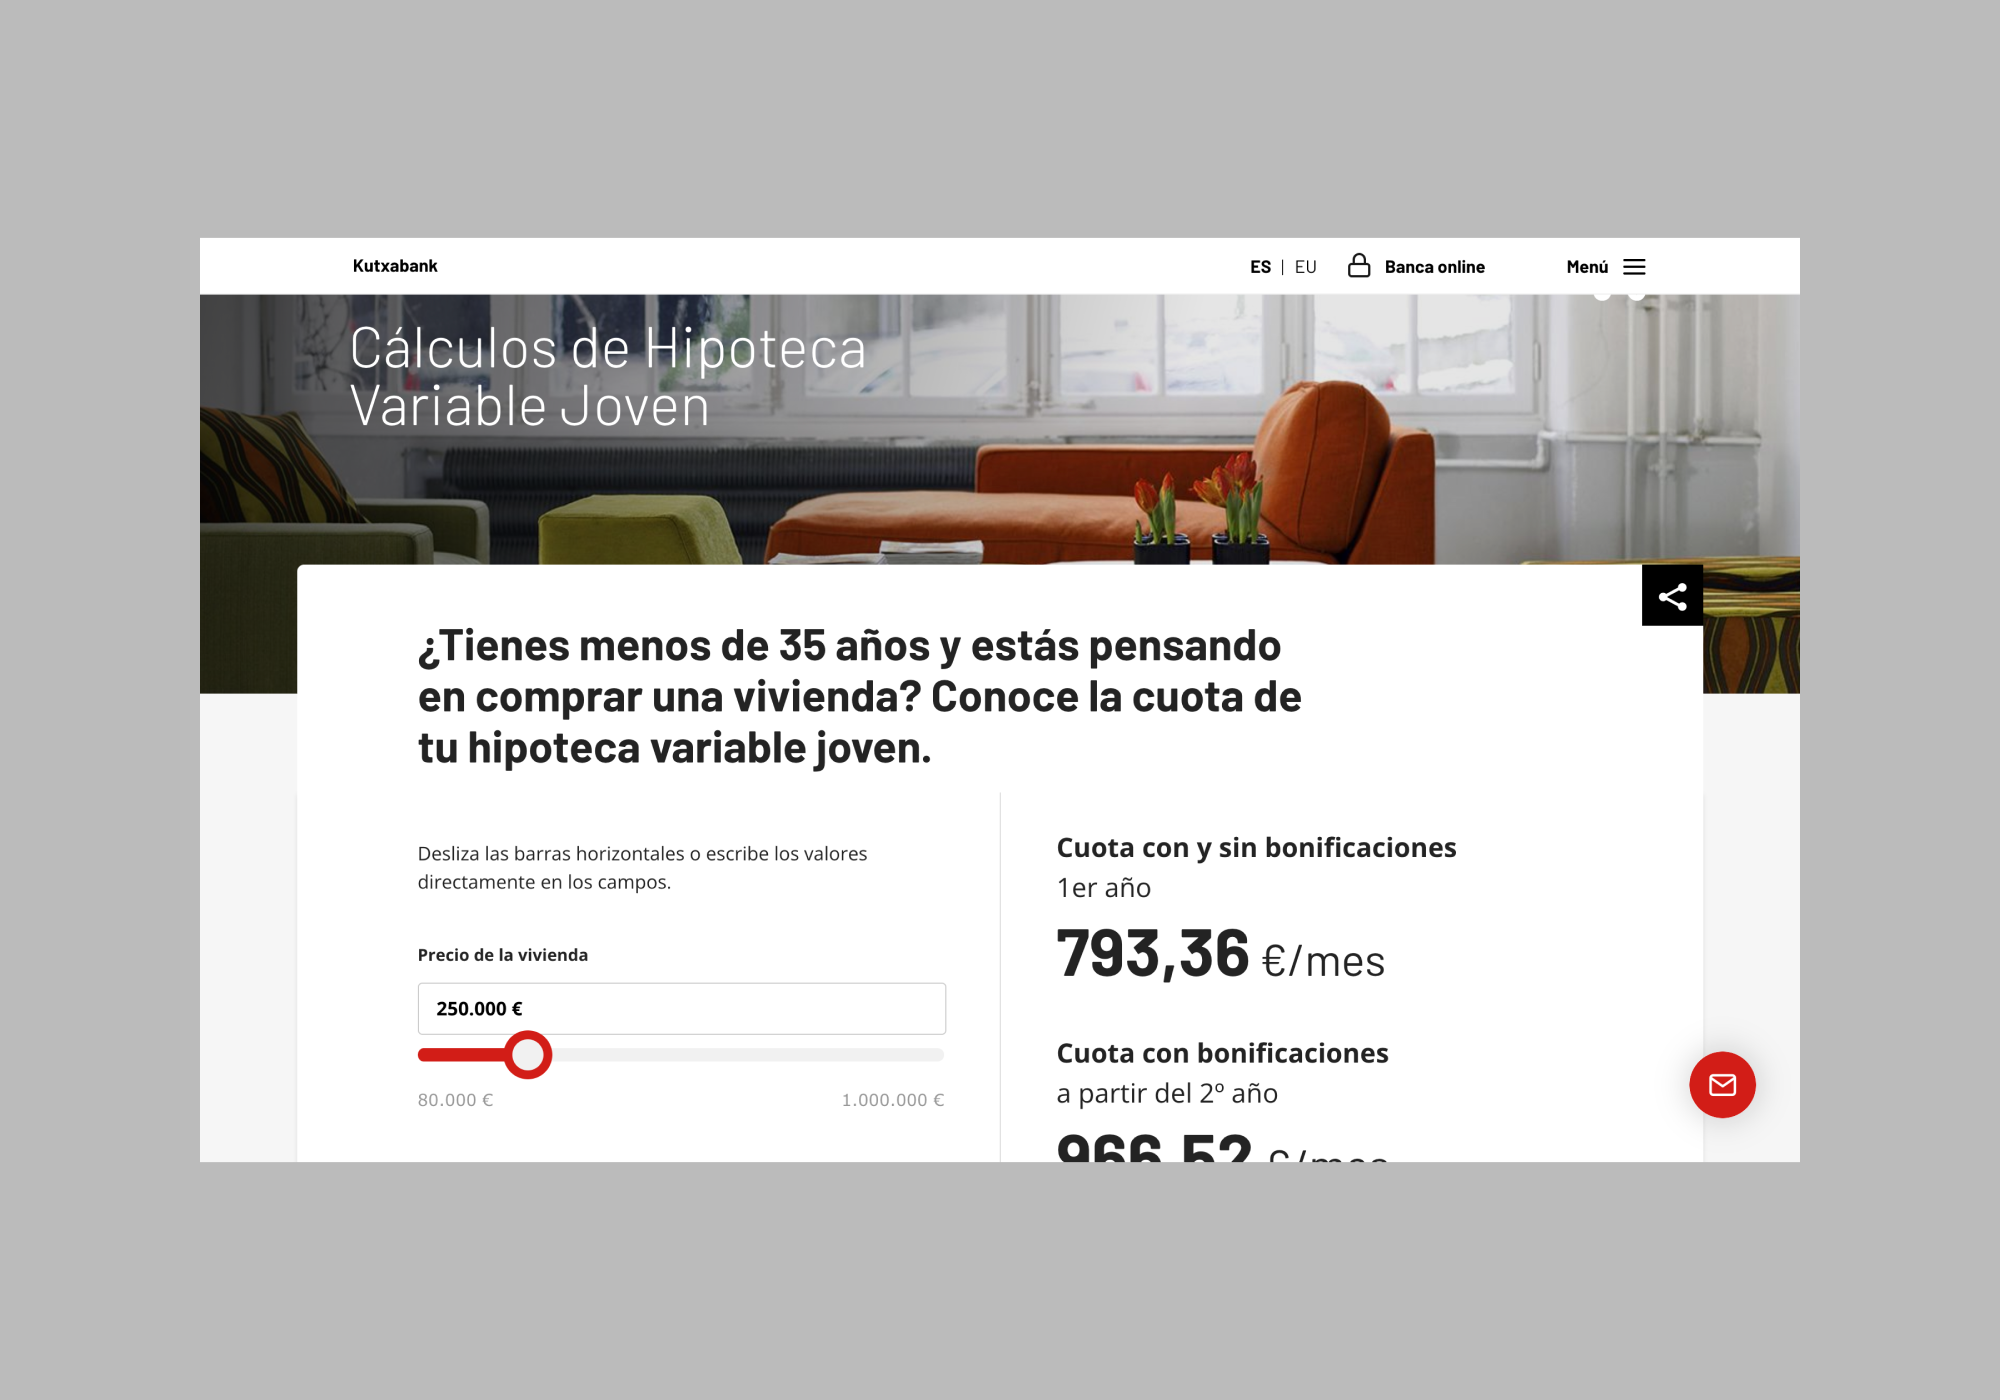 Kutxabank
ES | EU
Banca online
Menú
Cálculos de Hipoteca
Variable Joven
¿Tienes menos de 35 años y estás pensando
en comprar una vivienda? Conoce la cuota de
tu hipoteca variable joven.
Desliza las barras horizontales o escribe los valores
directamente en los campos.
Precio de la vivienda
250.000 €
80.000 €
1.000.000 €
Cuota con y sin bonificaciones
1er año
793,36 €/mes
Cuota con bonificaciones
a partir del 2º año
966,52 €/mes